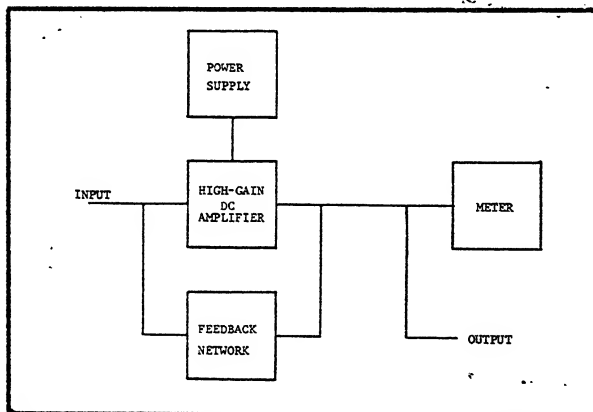 POWER
SUPPLY
INPUT
HIGH-GAIN
DC
AMPLIFIER
METER
FEEDBACK
NETWORK
OUTPUT